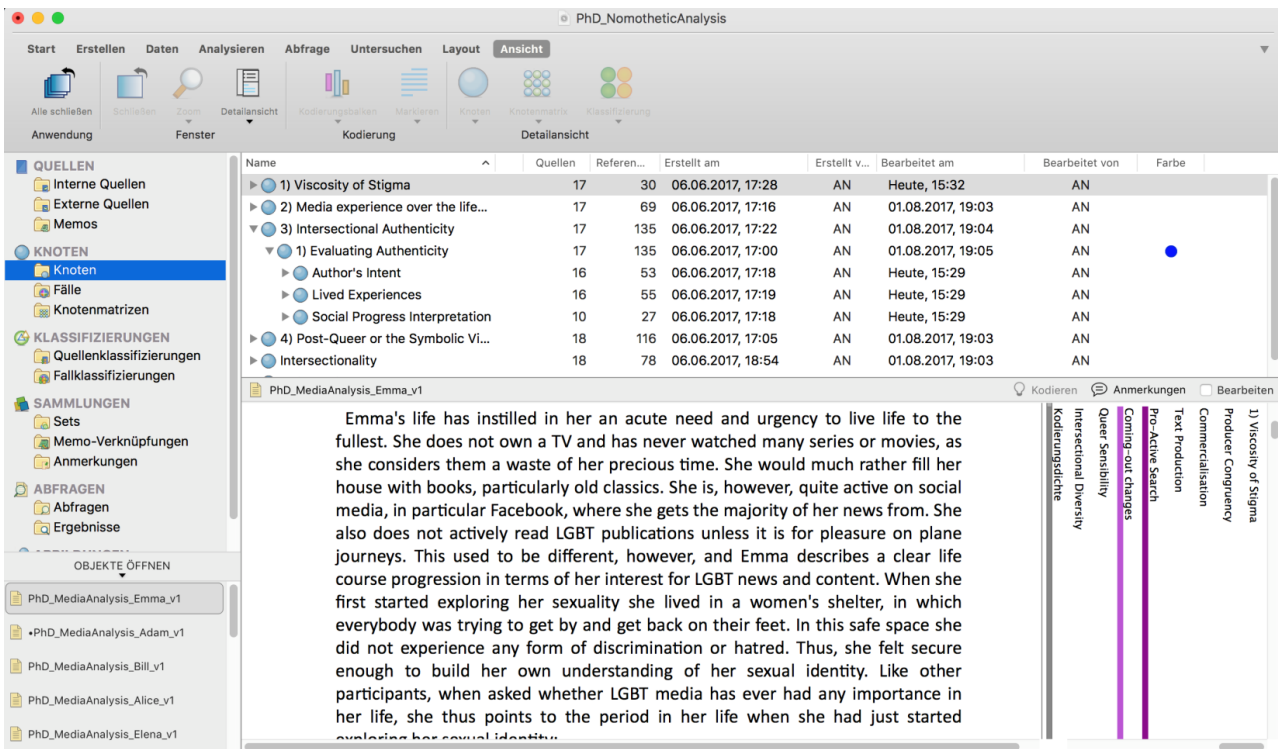 PhD_NomotheticAnalysis
Start Erstellen Daten Analysieren Abfrage Untersuchen Layout Ansicht
Alle schließen Schließen Zoom Detailansicht Kodierungsbalken Markieren Knoten Knotenmatrix Klassifizierung
Anwendung Fenster Kodierung Detailansicht
QUELLEN
Interne Quellen
Externe Quellen
Memos
KNOTEN
Knoten
Fälle
Knotenmatrizen
KLASSIFIZIERUNGEN
Quellenklassifizierungen
Fallklassifizierungen
SAMMLUNGEN
Sets
Memo-Verknüpfungen
Anmerkungen
ABFRAGEN
Abfragen
Ergebnisse
OBJEKTE ÖFFNEN
PhD_MediaAnalysis_Emma_v1
•PhD_MediaAnalysis_Adam_v1
PhD_MediaAnalysis_Bill_v1
PhD_MediaAnalysis_Alice_v1
PhD_MediaAnalysis_Elena_v1
Name Quellen Referen... Erstellt am Erstellt v... Bearbeitet am Bearbeitet von Farbe
1) Viscosity of Stigma 17 30 06.06.2017, 17:28 AN Heute, 15:32 AN
2) Media experience over the life... 17 69 06.06.2017, 17:16 AN 01.08.2017, 19:03 AN
3) Intersectional Authenticity 17 135 06.06.2017, 17:22 AN 01.08.2017, 19:04 AN
1) Evaluating Authenticity 17 135 06.06.2017, 17:00 AN 01.08.2017, 19:05 AN
Author's Intent 16 53 06.06.2017, 17:18 AN Heute, 15:29 AN
Lived Experiences 16 55 06.06.2017, 17:19 AN Heute, 15:29 AN
Social Progress Interpretation 10 27 06.06.2017, 17:18 AN Heute, 15:29 AN
4) Post-Queer or the Symbolic Vi... 18 116 06.06.2017, 17:05 AN 01.08.2017, 19:03 AN
Intersectionality 18 78 06.06.2017, 18:54 AN 01.08.2017, 19:03 AN
PhD_MediaAnalysis_Emma_v1 Kodieren Anmerkungen Bearbeiten
Emma's life has instilled in her an acute need and urgency to live life to the
fullest. She does not own a TV and has never watched many series or movies, as
she considers them a waste of her precious time. She would much rather fill her
house with books, particularly old classics. She is, however, quite active on social
media, in particular Facebook, where she gets the majority of her news from. She
also does not actively read LGBT publications unless it is for pleasure on plane
journeys. This used to be different, however, and Emma describes a clear life
course progression in terms of her interest for LGBT news and content. When she
first started exploring her sexuality she lived in a women's shelter, in which
everybody was trying to get by and get back on their feet. In this safe space she
did not experience any form of discrimination or hatred. Thus, she felt secure
enough to build her own understanding of her sexual identity. Like other
participants, when asked whether LGBT media has ever had any importance in
her life, she thus points to the period in her life when she had just started
exploring her sexual identity:
Kodierungsdichte
Intersectional Diversity
Queer Sensibility
Coming-out changes
Pro-Active Search
Text Production
Commercialisation
Producer Congruency
1) Viscosity of Stigma